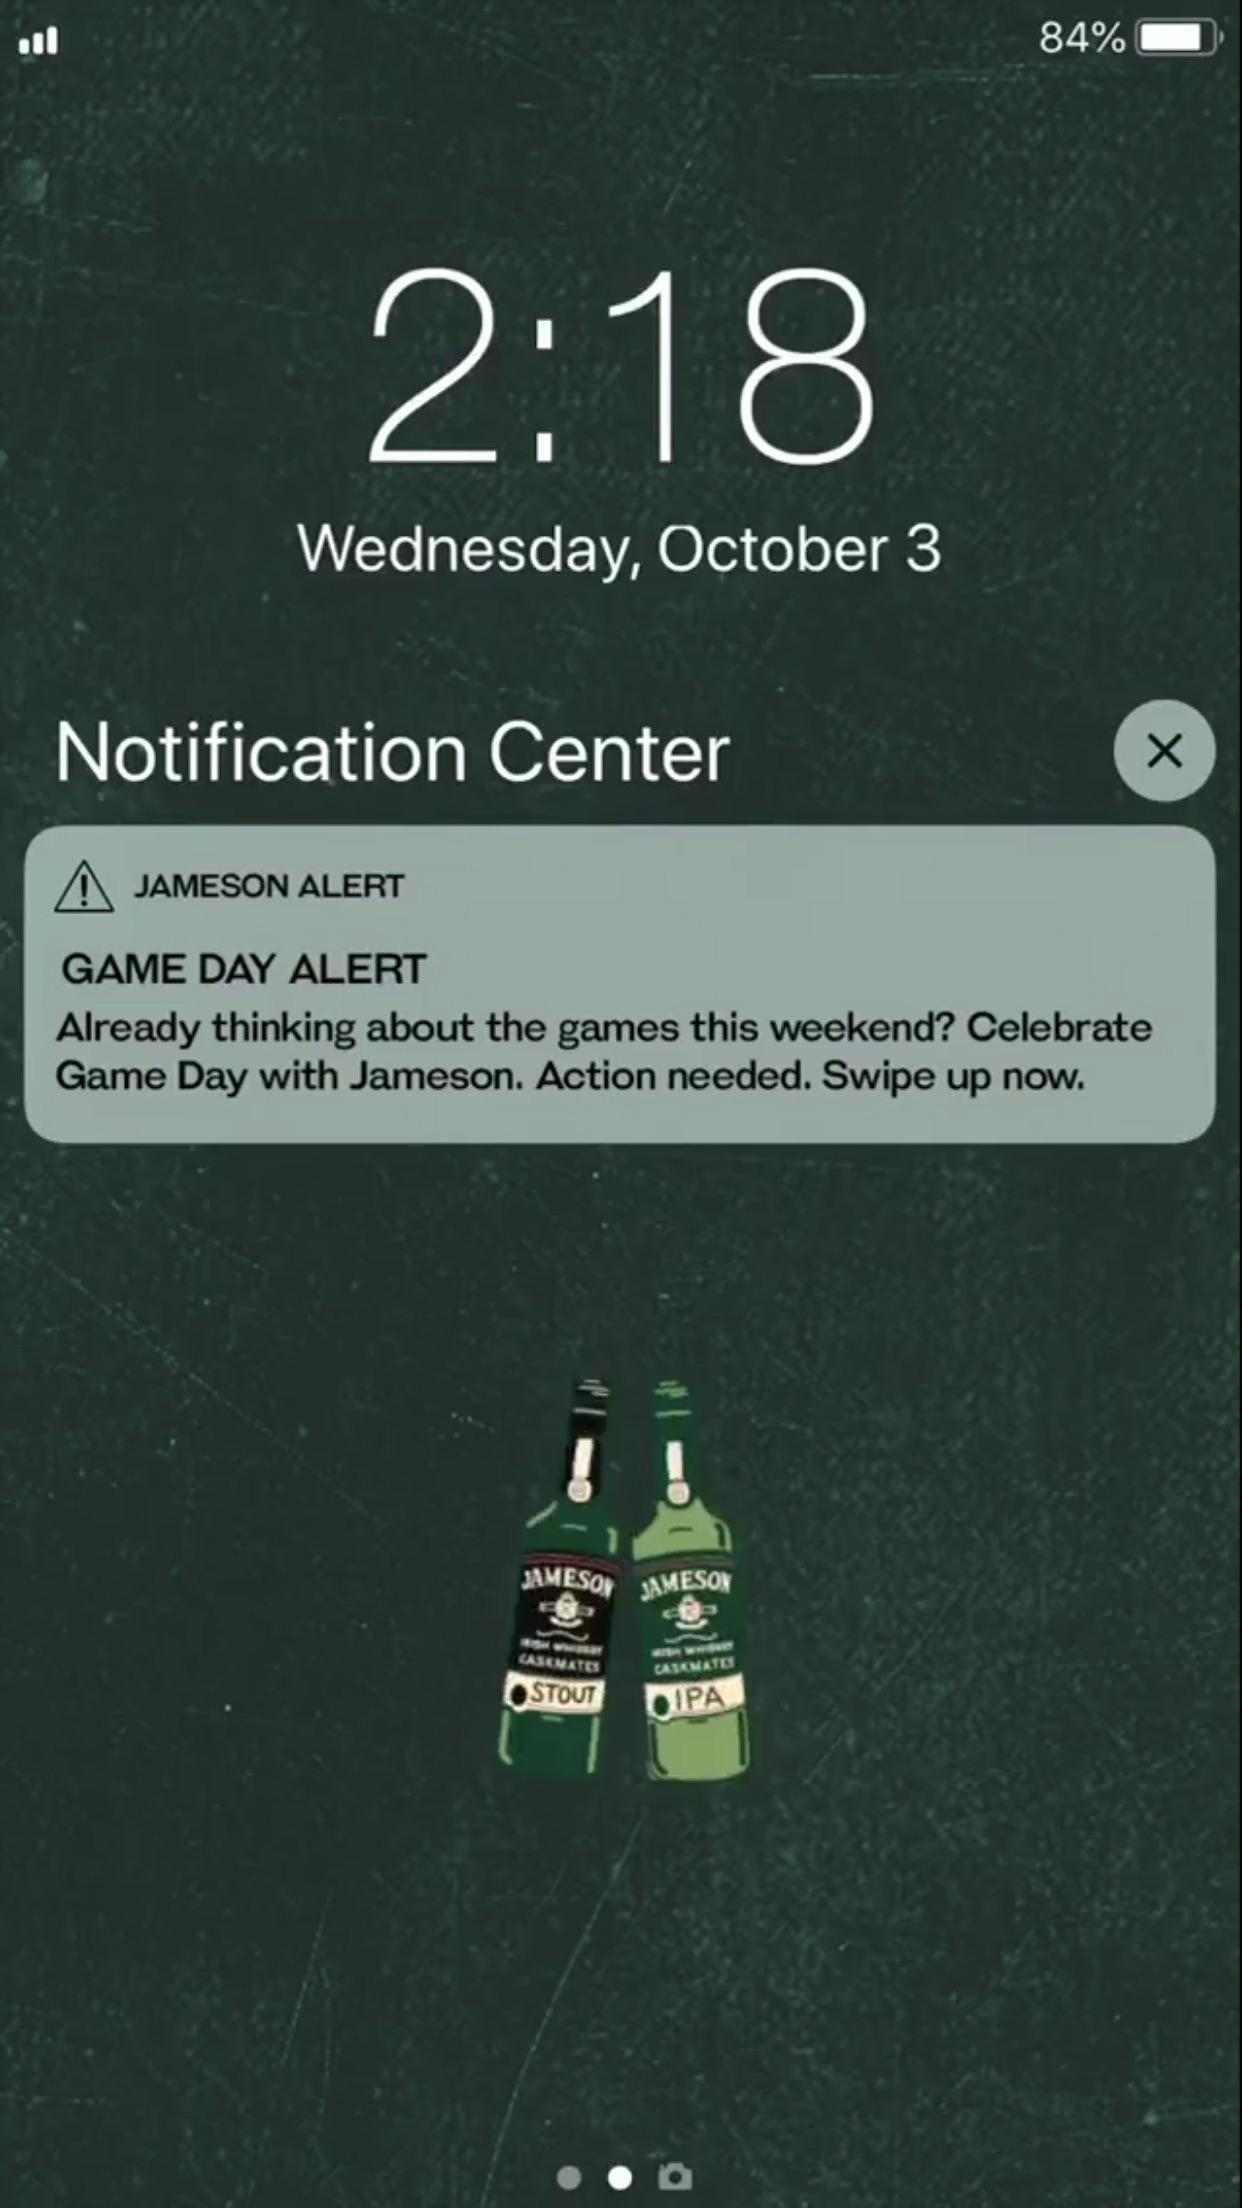 84%
2:18
Wednesday, October 3
Notification Center
JAMESON ALERT
GAME DAY ALERT
Already thinking about the games this weekend? Celebrate
Game Day with Jameson. Action needed. Swipe up now.
JAMESON
IRISH WHISKEY
CASKMATES
STOUT
JAMESON
IRISH WHISKEY
CASKMATES
IPA